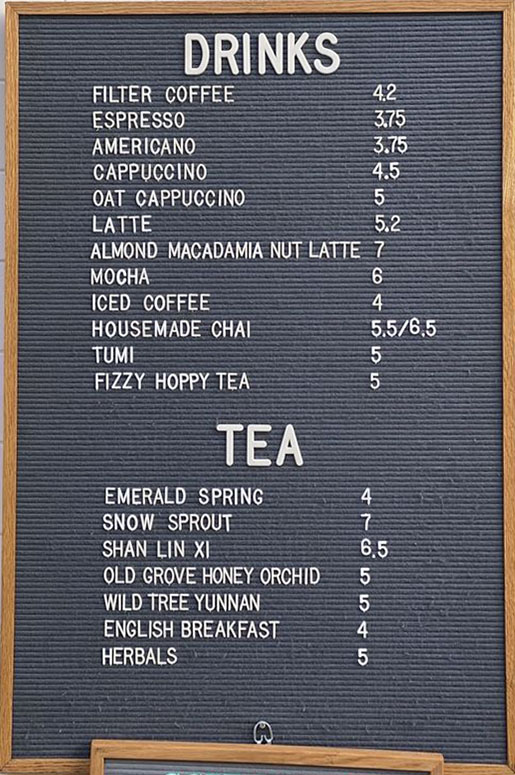 DRINKS
FILTER COFFEE 4.2
ESPRESSO 3.75
AMERICANO 3.75
CAPPUCCINO 4.5
OAT CAPPUCCINO 5
LATTE 5.2
ALMOND MACADAMIA NUT LATTE 7
MOCHA 6
ICED COFFEE 4
HOUSEMADE CHAI 5.5/6.5
TUMI 5
FIZZY HOPPY TEA 5
TEA
EMERALD SPRING 4
SNOW SPROUT 7
SHAN LIN XI 6.5
OLD GROVE HONEY ORCHID 5
WILD TREE YUNNAN 5
ENGLISH BREAKFAST 4
HERBALS 5